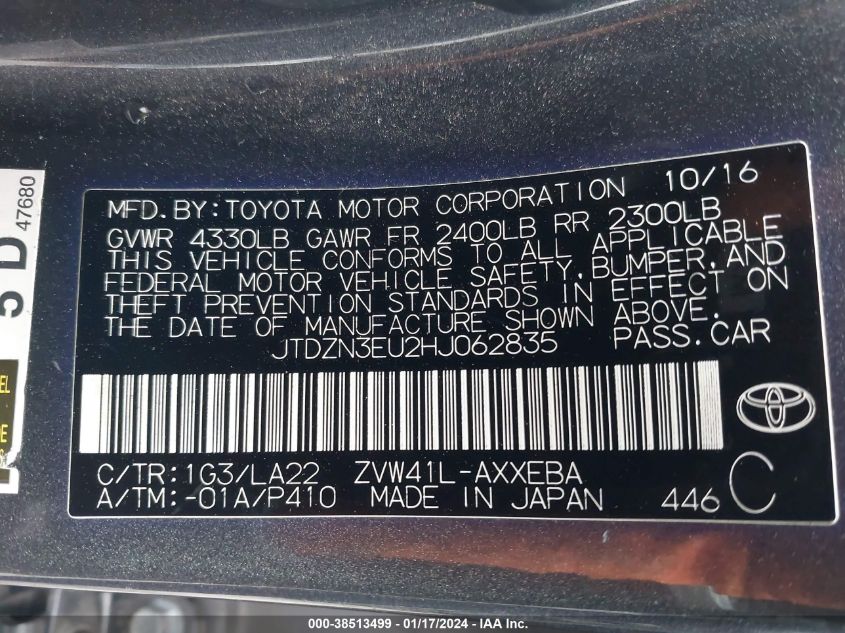 47680
5D
EL
PE
MFD.BY:TOYOTA MOTOR CORPORATION 10/16
GVWR 4330LB GAWR FR 2400LB RR 2300LB
THIS VEHICLE CONFORMS TO ALL APPLICABLE
FEDERAL MOTOR VEHICLE SAFETY,BUMPER,AND
THEFT PREVENTION STANDARDS IN EFFECT ON
THE DATE OF MANUFACTURE SHOWN ABOVE.
JTDZN3EU2HJ062835 PASS.CAR
C/TR:1G3/LA22 ZVW41L-AXXEBA C
A/TM:-01A/P410 MADE IN JAPAN 446
000-38513499 - 01/17/2024 - IAA Inc.